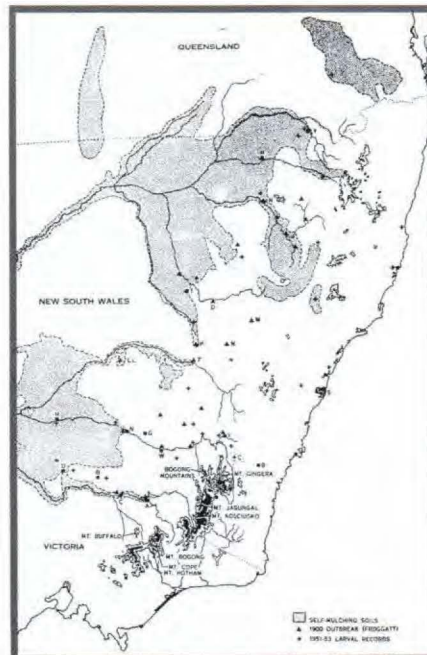 QUEENSLAND
NEW SOUTH WALES
BOGONG
MOUNTAINS
MT. GINGERA
MT. JAGUNGAL
MT. KOSCIUSKO
MT. BUFFALO
MT. BOGONG
MT. COPE
MT. HOTHAM
VICTORIA
SELF-MULCHING SOILS
1900 OUTBREAK (FROGGATT)
1951-53 LARVAL RECORDS